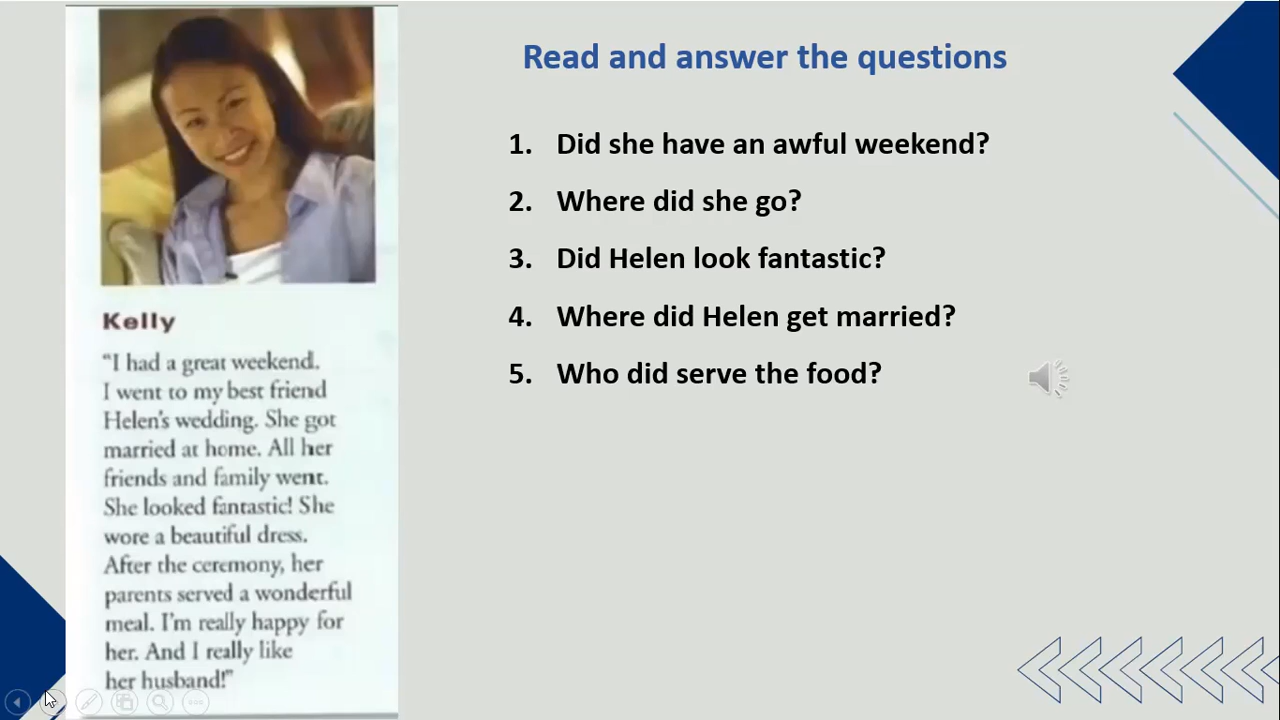 Read and answer the questions
1. Did she have an awful weekend?
2. Where did she go?
3. Did Helen look fantastic?
4. Where did Helen get married?
5. Who did serve the food?
Kelly
"I had a great weekend.
I went to my best friend
Helen's wedding. She got
married at home. All her
friends and family went.
She looked fantastic! She
wore a beautiful dress.
After the ceremony, her
parents served a wonderful
meal. I'm really happy for
her. And I really like
her husband!"